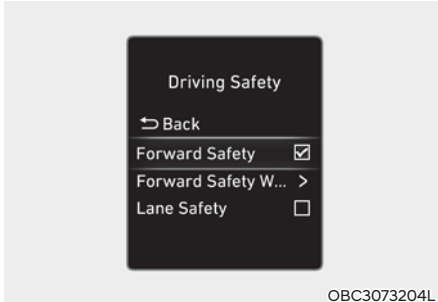 Driving Safety
Back
Forward Safety
Forward Safety W... >
Lane Safety
OBC3073204L